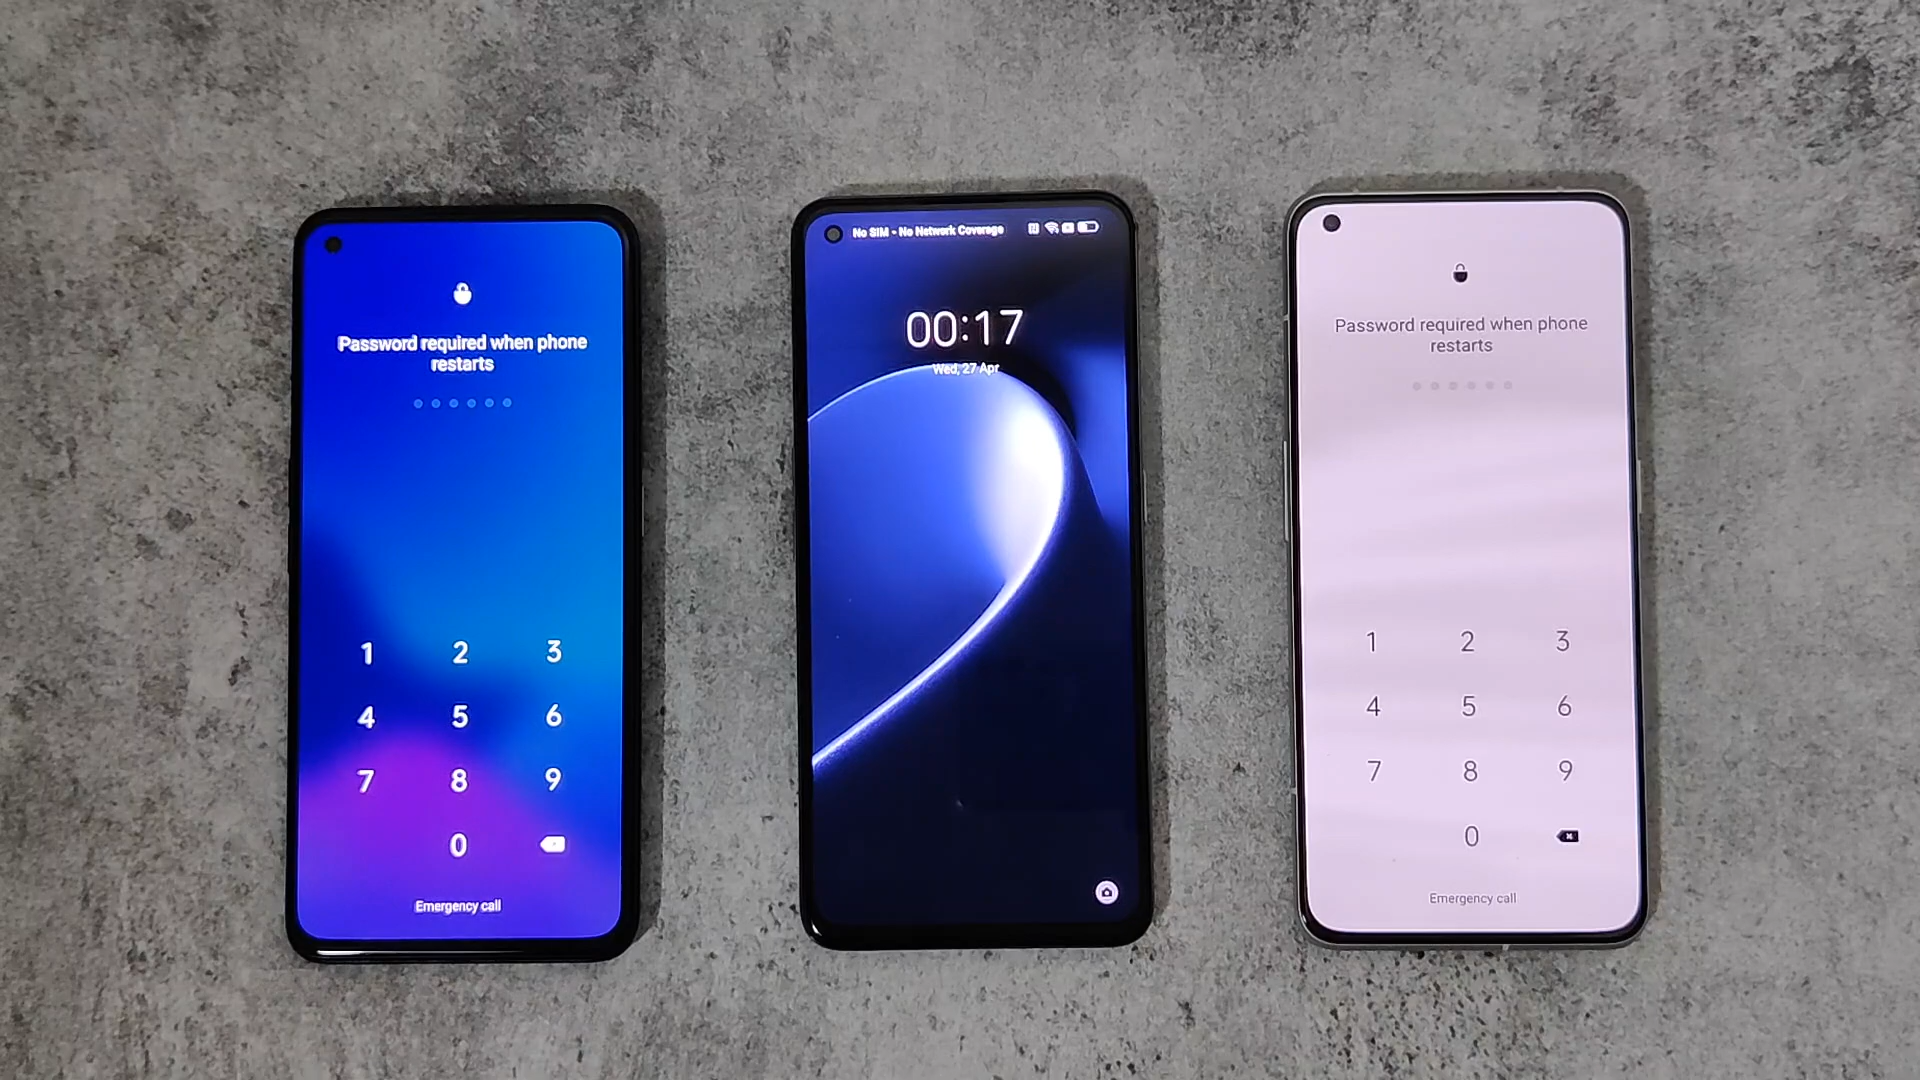 Password required when phone
restarts
1 2 3
4 5 6
7 8 9
0
Emergency call
No SIM - No Network Coverage
00:17
Wed, 27 Apr
Password required when phone
restarts
1 2 3
4 5 6
7 8 9
0
Emergency call